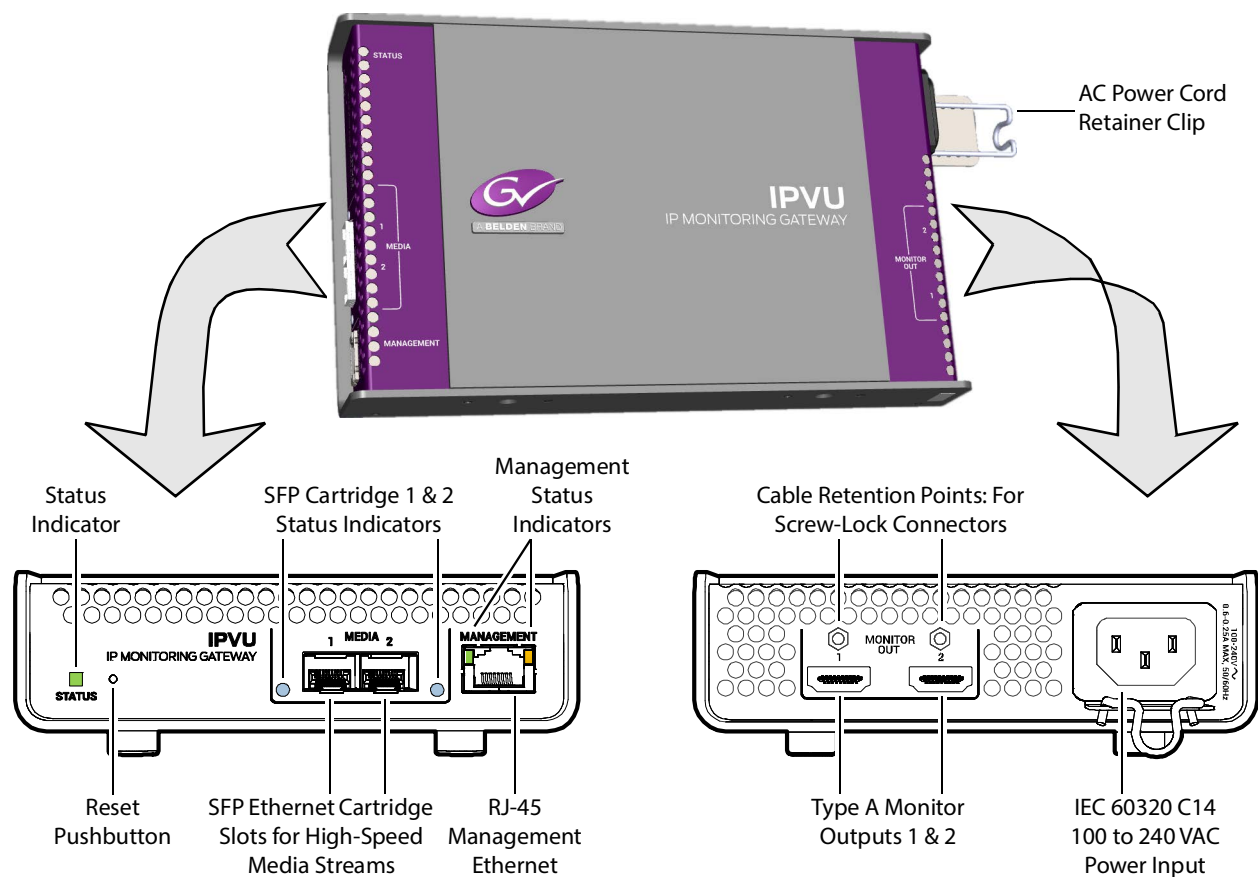 STATUS
1
MEDIA
2
MANAGEMENT
GV
A BELDEN BRAND
IPVU
IP MONITORING GATEWAY
2
MONITOR
OUT
1
AC Power Cord
Retainer Clip
Status
Indicator
SFP Cartridge 1 & 2
Status Indicators
Management
Status
Indicators
Cable Retention Points: For
Screw-Lock Connectors
IPVU
IP MONITORING GATEWAY
1 MEDIA 2
MANAGEMENT
STATUS
MONITOR
OUT
1
2
100-240V ~
0.6-0.25A MAX, 50/60Hz
Reset
Pushbutton
SFP Ethernet Cartridge
Slots for High-Speed
Media Streams
RJ-45
Management
Ethernet
Type A Monitor
Outputs 1 & 2
IEC 60320 C14
100 to 240 VAC
Power Input